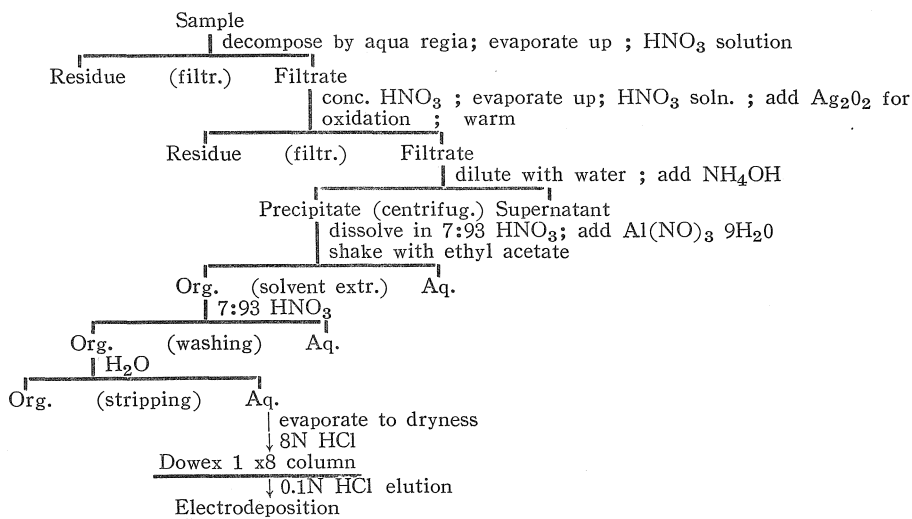 Sample
decompose by aqua regia; evaporate up ; HNO₃ solution
Residue (filtr.) Filtrate
conc. HNO₃ ; evaporate up; HNO₃ soln. ; add Ag₂0₂ for
oxidation ; warm
Residue (filtr.) Filtrate
dilute with water ; add NH₄OH
Precipitate (centrifug.) Supernatant
dissolve in 7:93 HNO₃; add Al(NO)₃ 9H₂0
shake with ethyl acetate
Org. (solvent extr.) Aq.
7:93 HNO₃
Org. (washing) Aq.
H₂O
Org. (stripping) Aq.
evaporate to dryness
↓ 8N HCl
Dowex 1 x8 column
↓ 0.1N HCl elution
Electrodeposition